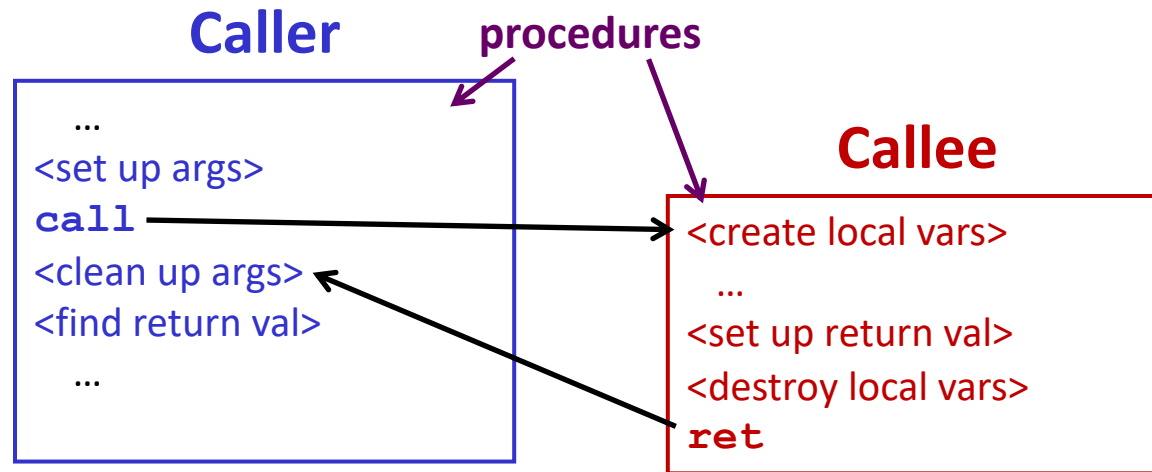 Caller
procedures
...
<set up args>
call
<clean up args>
<find return val>
...
Callee
<create local vars>
...
<set up return val>
<destroy local vars>
ret